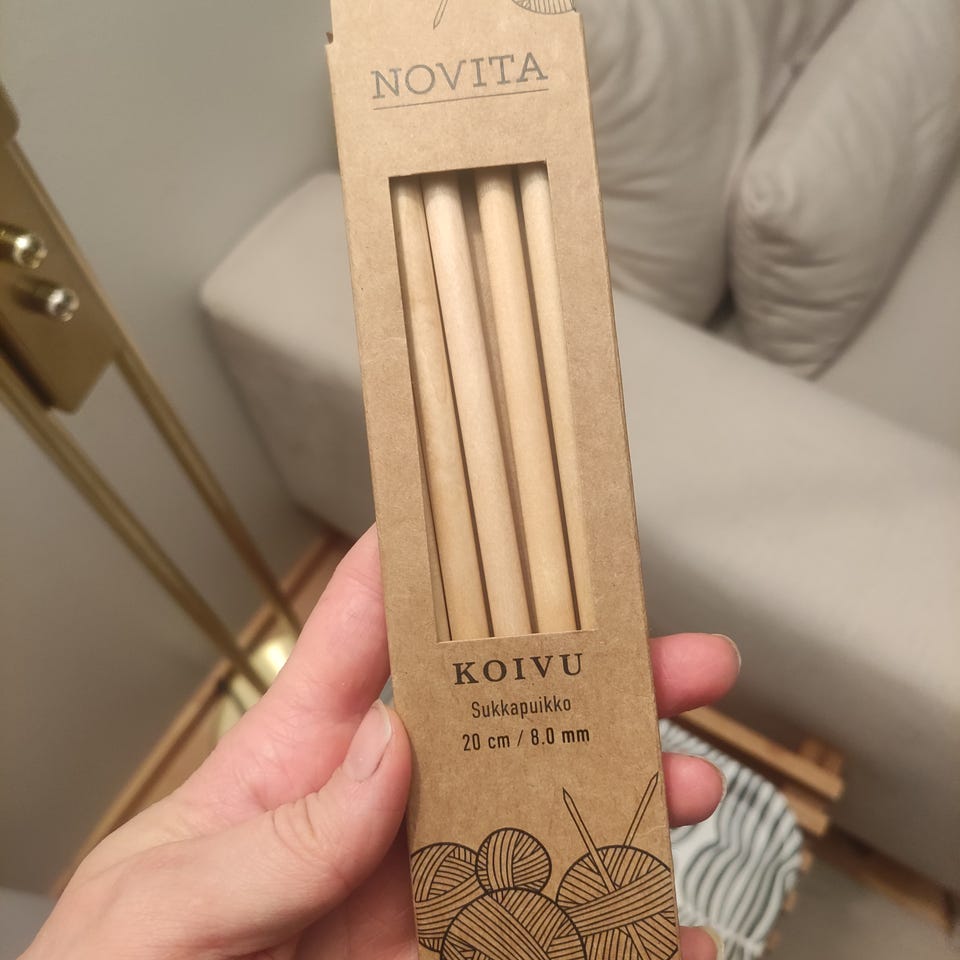 NOVITA
KOIVU
Sukkapuikko
20 cm / 8.0 mm